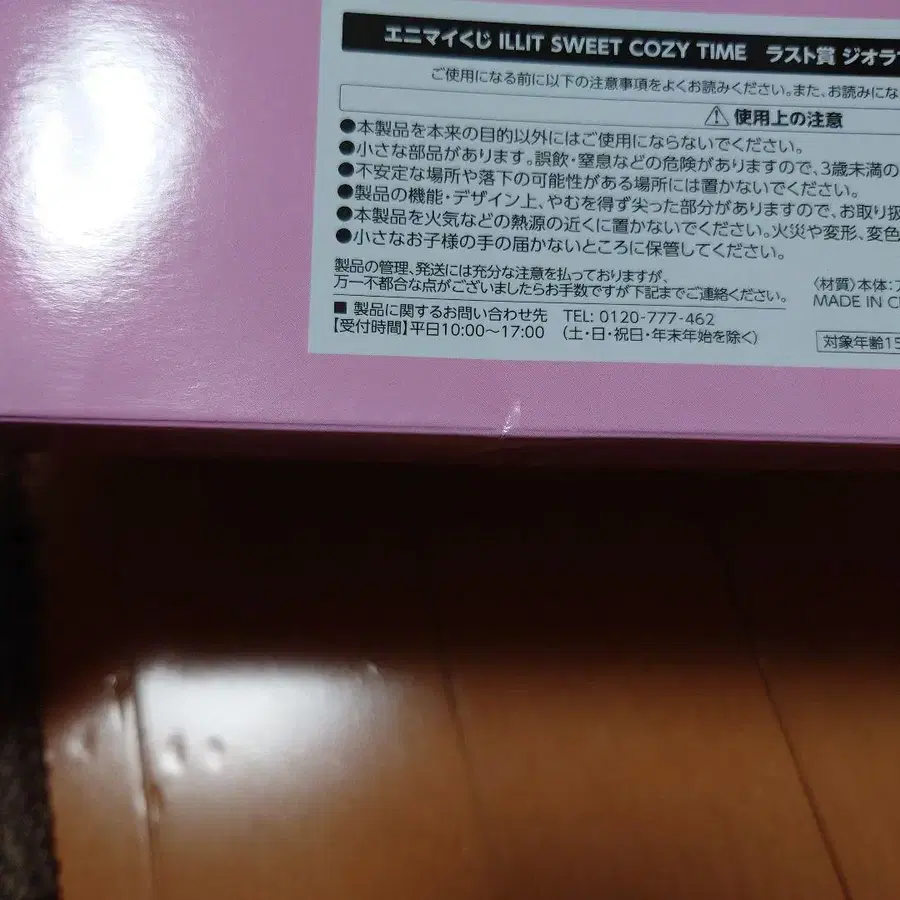 エニマイくじ ILLIT SWEET COZY TIME ラスト賞 ジオラマ
ご使用になる前に以下の注意事項をよくお読みください。また、お読みにな
⚠使用上の注意
●本製品を本来の目的以外にはご使用にならないでください。
●小さな部品があります。誤飲・窒息などの危険がありますので、3歳未満の
●不安定な場所や落下の可能性がある場所には置かないでください。
●製品の機能・デザイン上、やむを得ず尖った部分がありますので、お取り扱
●本製品を火気などの熱源の近くに置かないでください。火災や変形、変色
●小さなお子様の手の届かないところに保管してください。
製品の管理、発送には充分な注意を払っておりますが、
万一不都合な点がございましたらお手数ですが下記までご連絡ください。
■ 製品に関するお問い合わせ先 TEL: 0120-777-462
【受付時間】平日10:00～17:00 (土・日・祝日・年末年始を除く)
〈材質〉本体:ア
MADE IN C
対象年齢15